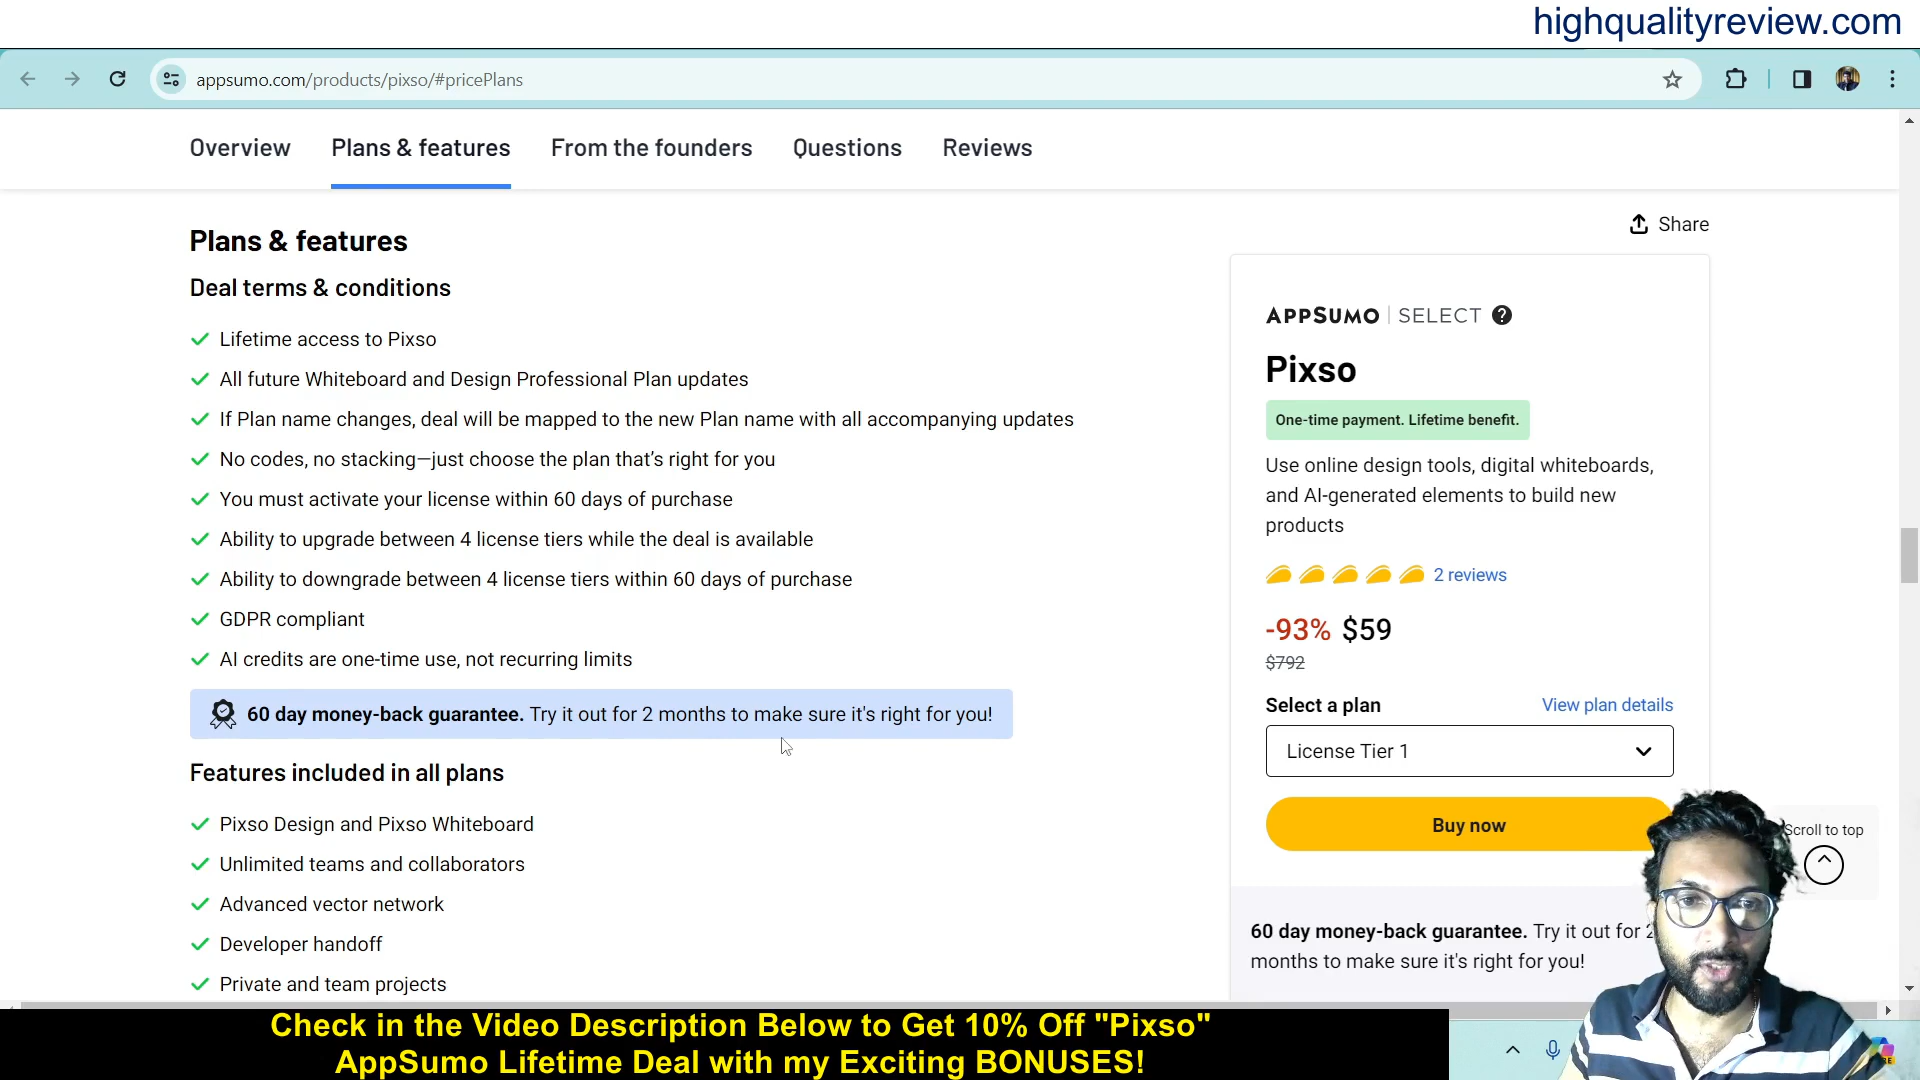 highqualityreview.com
appsumo.com/products/pixso/#pricePlans
Overview
Plans & features
From the founders
Questions
Reviews
Share
Plans & features
Deal terms & conditions
Lifetime access to Pixso
All future Whiteboard and Design Professional Plan updates
If Plan name changes, deal will be mapped to the new Plan name with all accompanying updates
No codes, no stacking—just choose the plan that's right for you
You must activate your license within 60 days of purchase
Ability to upgrade between 4 license tiers while the deal is available
Ability to downgrade between 4 license tiers within 60 days of purchase
GDPR compliant
AI credits are one-time use, not recurring limits
60 day money-back guarantee. Try it out for 2 months to make sure it's right for you!
Features included in all plans
Pixso Design and Pixso Whiteboard
Unlimited teams and collaborators
Advanced vector network
Developer handoff
Private and team projects
APPSUMO | SELECT ?
Pixso
One-time payment. Lifetime benefit.
Use online design tools, digital whiteboards,
and AI-generated elements to build new
products
2 reviews
-93% $59
$792
Select a plan
View plan details
License Tier 1
Buy now
60 day money-back guarantee. Try it out for 2
months to make sure it's right for you!
Scroll to top
Check in the Video Description Below to Get 10% Off "Pixso"
AppSumo Lifetime Deal with my Exciting BONUSES!